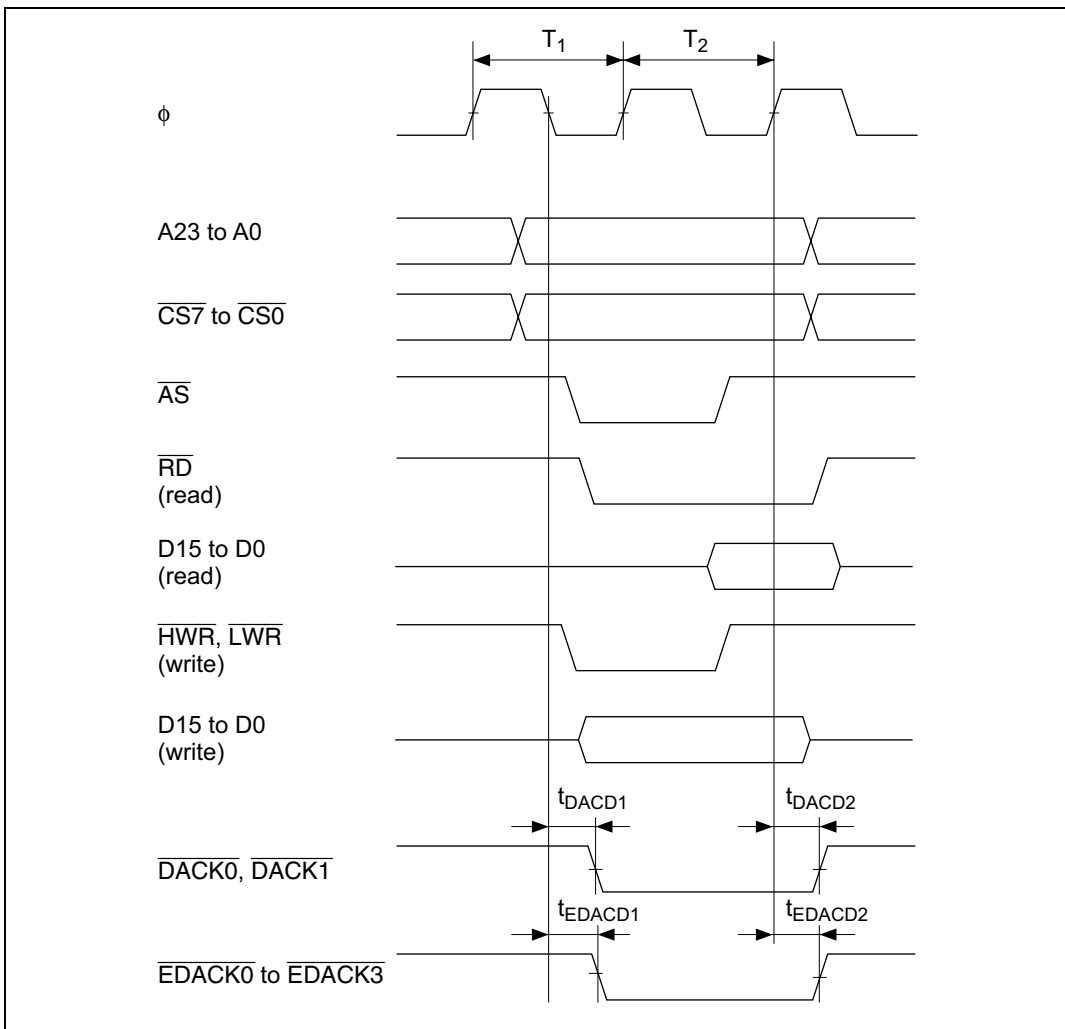 T1 T2
ϕ
A23 to A0
CS7 to CS0
AS
RD
(read)
D15 to D0
(read)
HWR, LWR
(write)
D15 to D0
(write)
tDACD1 tDACD2
DACK0, DACK1
tEDACD1 tEDACD2
EDACK0 to EDACK3